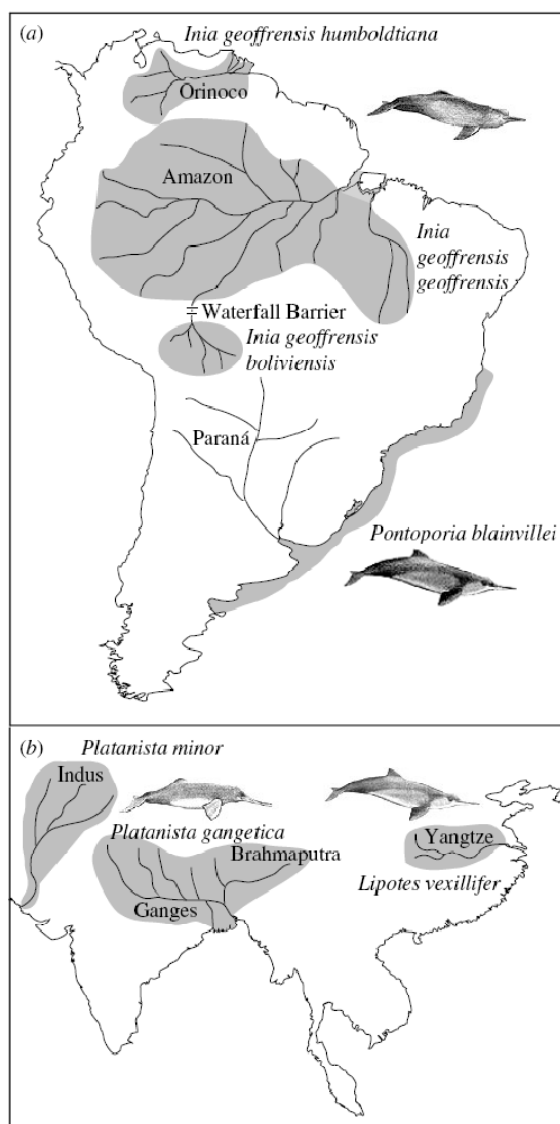 (a)
Inia geoffrensis humboldtiana
Orinoco
Amazon
Inia
geoffrensis
geoffrensis
Waterfall Barrier
Inia geoffrensis
boliviensis
Paraná
Pontoporia blainvillei
(b)
Platanista minor
Indus
Platanista gangetica
Brahmaputra
Ganges
Yangtze
Lipotes vexillifer